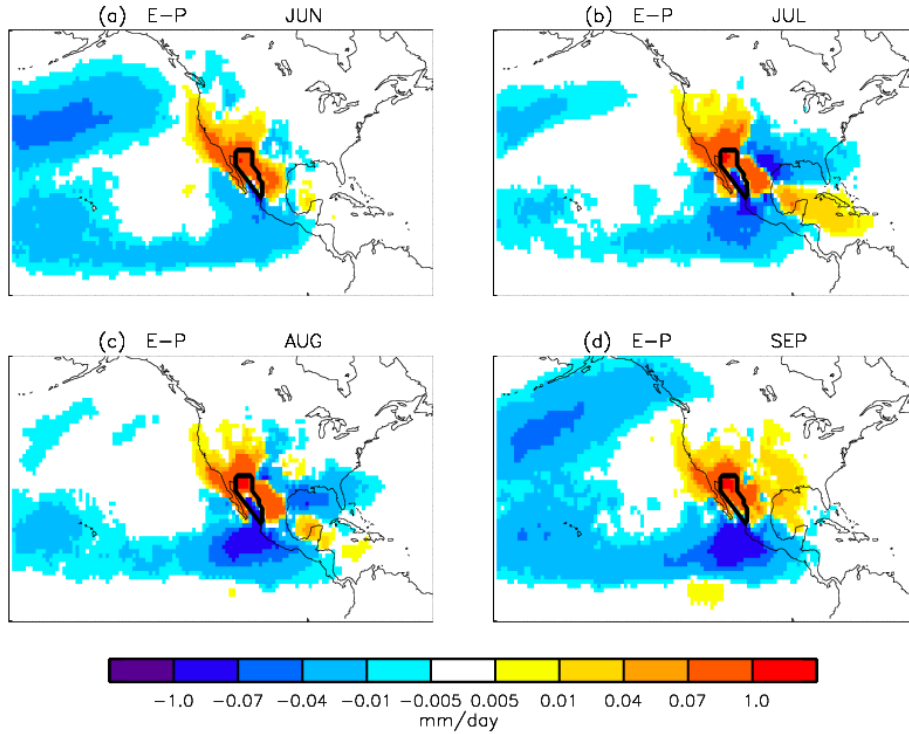 (a) E-P JUN
(b) E-P JUL
(c) E-P AUG
(d) E-P SEP
-1.0 -0.07 -0.04 -0.01 -0.005 0.005 0.01 0.04 0.07 1.0
mm/day